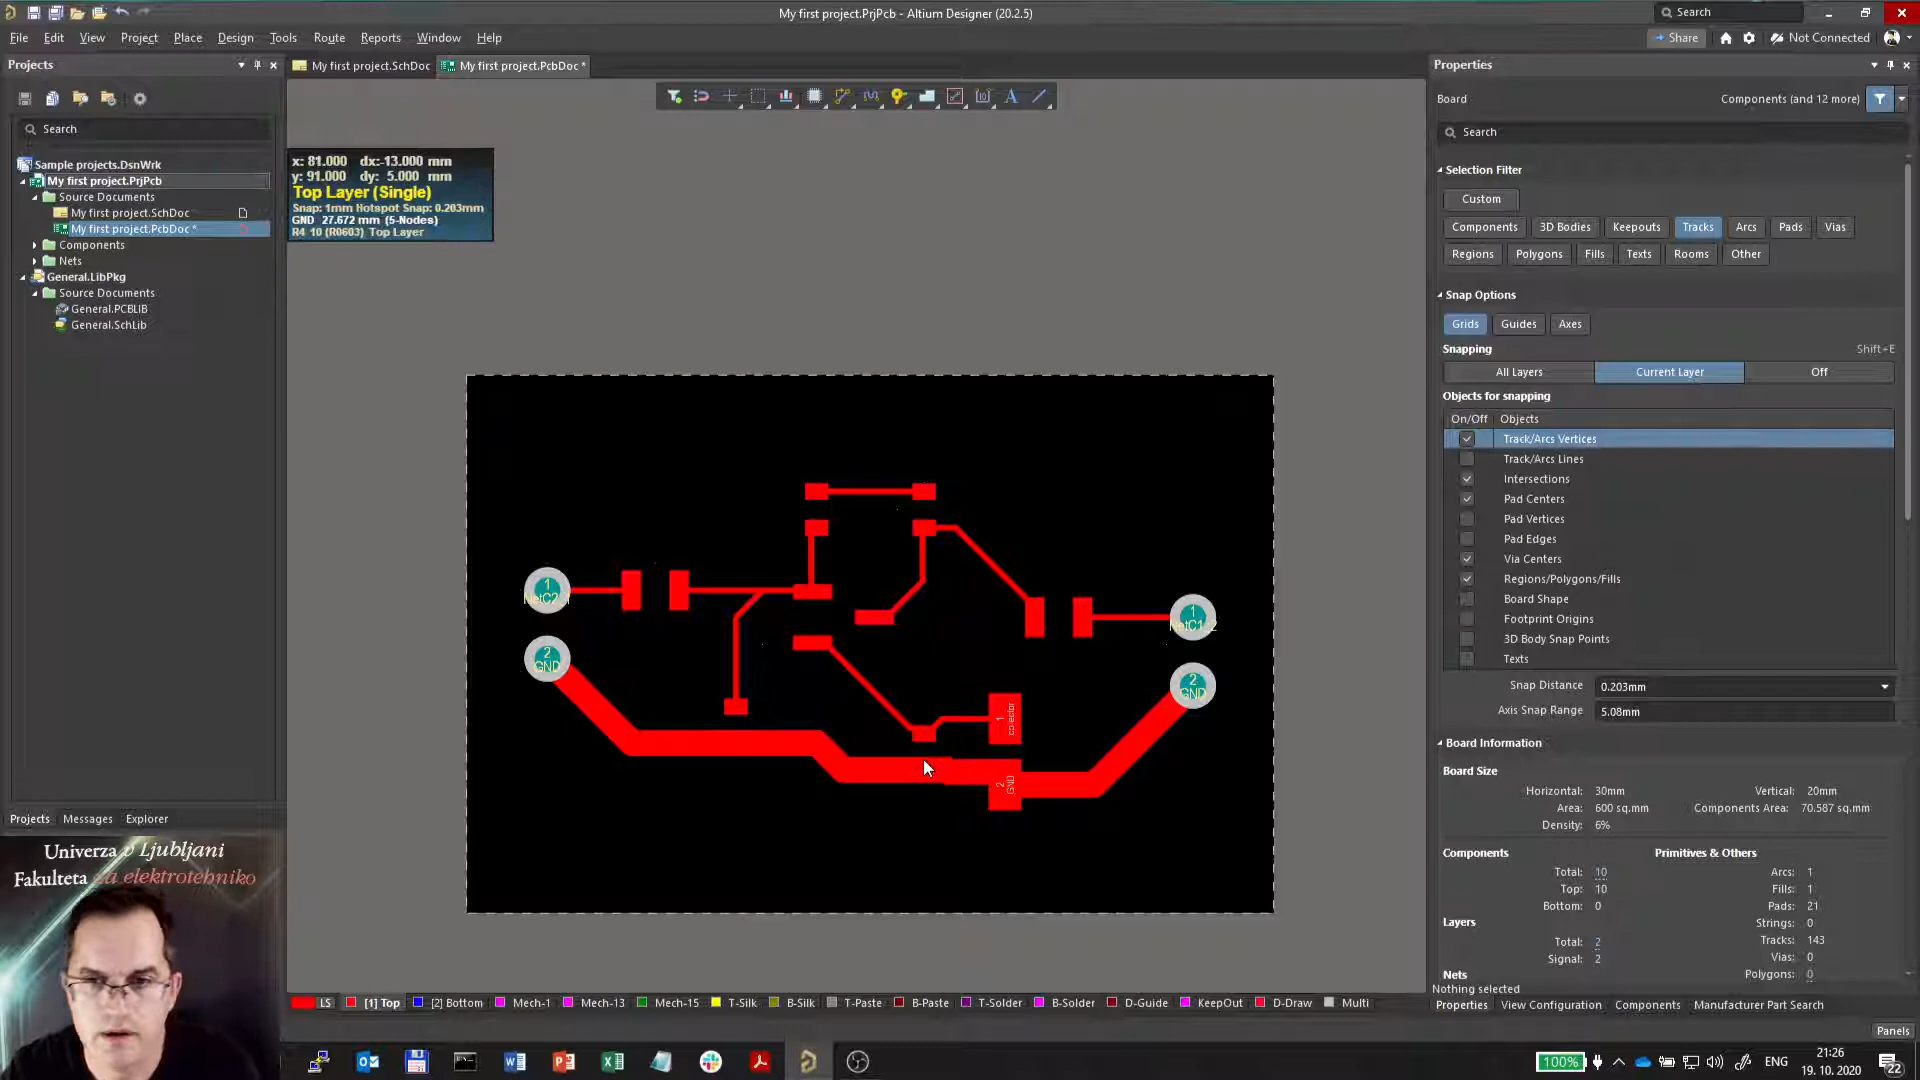 My first project.PrjPcb - Altium Designer (20.2.5)
Search
File Edit View Project Place Design Tools Route Reports Window Help
Share Not Connected
Projects
My first project.SchDoc
My first project.PcbDoc *
Search
Sample projects.DsnWrk
My first project.PrjPcb
Source Documents
My first project.SchDoc
My first project.PcbDoc *
Components
Nets
General.LibPkg
Source Documents
General.PCBLIB
General.SchLib
Projects Messages Explorer
Univerza v Ljubljani
Fakulteta za elektrotehniko
x: 81.000 dx:-13.000 mm
y: 91.000 dy: 5.000 mm
Top Layer (Single)
Snap: 1mm Hotspot Snap: 0.203mm
GND 27.672 mm (5-Nodes)
R4 10 (R0603) Top Layer
1
2
GND
1
2
GND
1
2
GND
LS [1] Top [2] Bottom Mech-1 Mech-13 Mech-15 T-Silk B-Silk T-Paste B-Paste T-Solder B-Solder D-Guide KeepOut D-Draw Multi
Properties
Board Components (and 12 more)
Search
Selection Filter
Custom
Components 3D Bodies Keepouts Tracks Arcs Pads Vias
Regions Polygons Fills Texts Rooms Other
Snap Options
Grids Guides Axes
Snapping Shift+E
All Layers Current Layer Off
Objects for snapping
On/Off Objects
Track/Arcs Vertices
Track/Arcs Lines
Intersections
Pad Centers
Pad Vertices
Pad Edges
Via Centers
Regions/Polygons/Fills
Board Shape
Footprint Origins
3D Body Snap Points
Texts
Snap Distance 0.203mm
Axis Snap Range 5.08mm
Board Information
Board Size
Horizontal: 30mm Vertical: 20mm
Area: 600 sq.mm Components Area: 70.587 sq.mm
Density: 6%
Components Primitives & Others
Total: 10 Arcs: 1
Top: 10 Fills: 1
Bottom: 0 Pads: 21
Layers Strings: 0
Total: 2 Tracks: 143
Signal: 2 Vias: 0
Nets Polygons: 0
Nothing selected
Properties View Configuration Components Manufacturer Part Search
Panels
100% ENG
21:26
19. 10. 2020
22